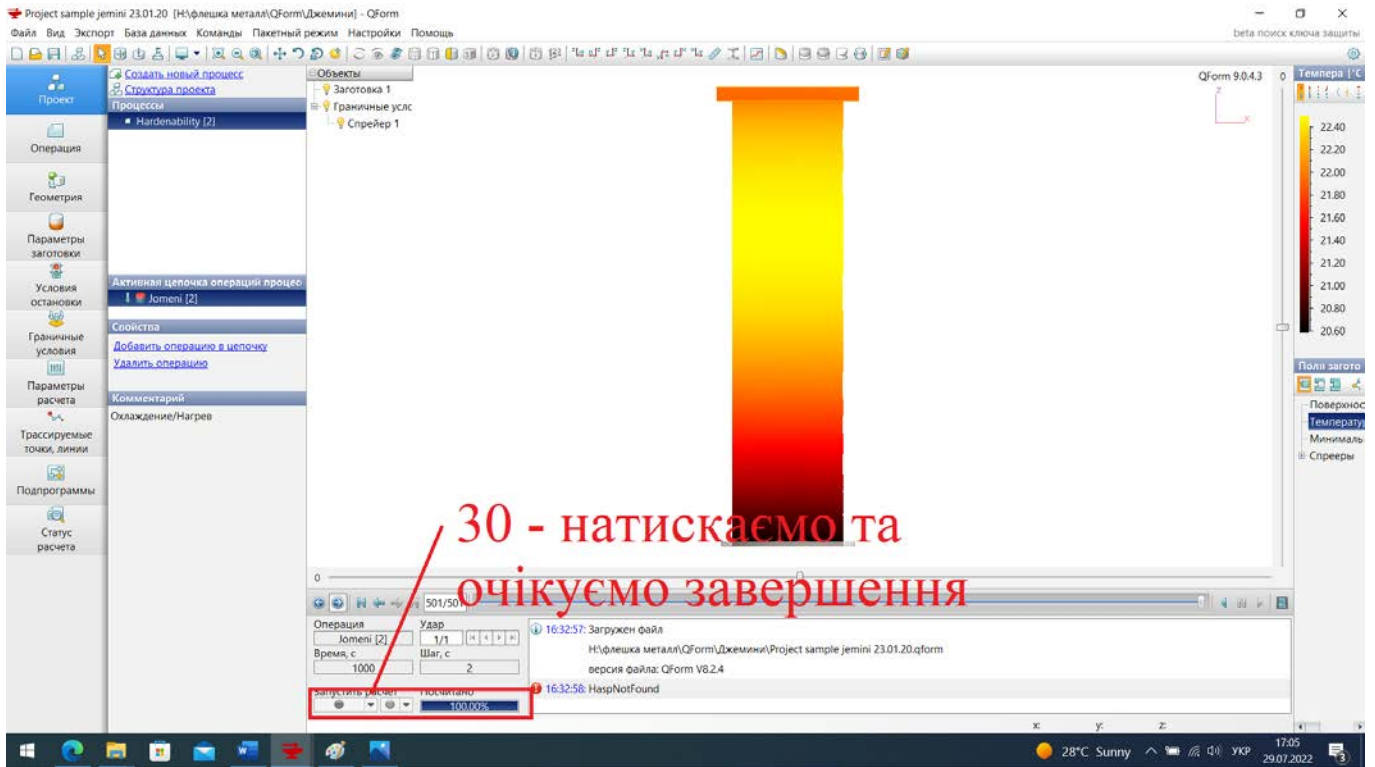 Project sample jemini 23.01.20 [H:\флешка металл\QForm\Джемини] - QForm
Файл Вид Экспорт База данных Команды Пакетный режим Настройки Помощь
beta поиск ключа защиты
Проект
Операция
Геометрия
Параметры
заготовки
Условия
остановки
Граничные
условия
Параметры
расчета
Трассируемые
точки, линии
Подпрограммы
Статус
расчета
Создать новый процесс
Структура проекта
Процессы
Hardenability [2]
Активная цепочка операций процес
Jomeni [2]
Свойства
Добавить операцию в цепочку
Удалить операцию
Комментарий
Охлаждение/Нагрев
Объекты
Заготовка 1
Граничные услс
Спрейер 1
QForm 9.0.4.3
z
x
0
Темпера [°C
22.40
22.20
22.00
21.80
21.60
21.40
21.20
21.00
20.80
20.60
Поля загото
Поверхнос
Температу
Минималь
Спрееры
30 - натискаємо та
очікуємо завершення
0
501/501
Операция Удар
Jomeni [2] 1/1
Время, с Шаг, с
1000 2
Запустить расчет Посчитано
100.00%
16:32:57: Загружен файл
H:\флешка металл\QForm\Джемини\Project sample jemini 23.01.20.qform
версия файла: QForm V8.2.4
16:32:58: HaspNotFound
x: y: z:
28°C Sunny УКР 17:05
29.07.2022
3